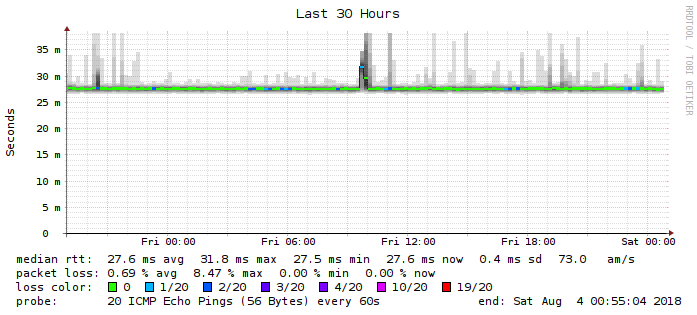 Last 30 Hours
RRDTOOL / TOBI OETIKER
Seconds
35 m
30 m
25 m
20 m
15 m
10 m
5 m
0
Fri 00:00 Fri 06:00 Fri 12:00 Fri 18:00 Sat 00:00
median rtt: 27.6 ms avg 31.8 ms max 27.5 ms min 27.6 ms now 0.4 ms sd 73.0 am/s
packet loss: 0.69 % avg 8.47 % max 0.00 % min 0.00 % now
loss color: 0 1/20 2/20 3/20 4/20 10/20 19/20
probe: 20 ICMP Echo Pings (56 Bytes) every 60s end: Sat Aug 4 00:55:04 2018